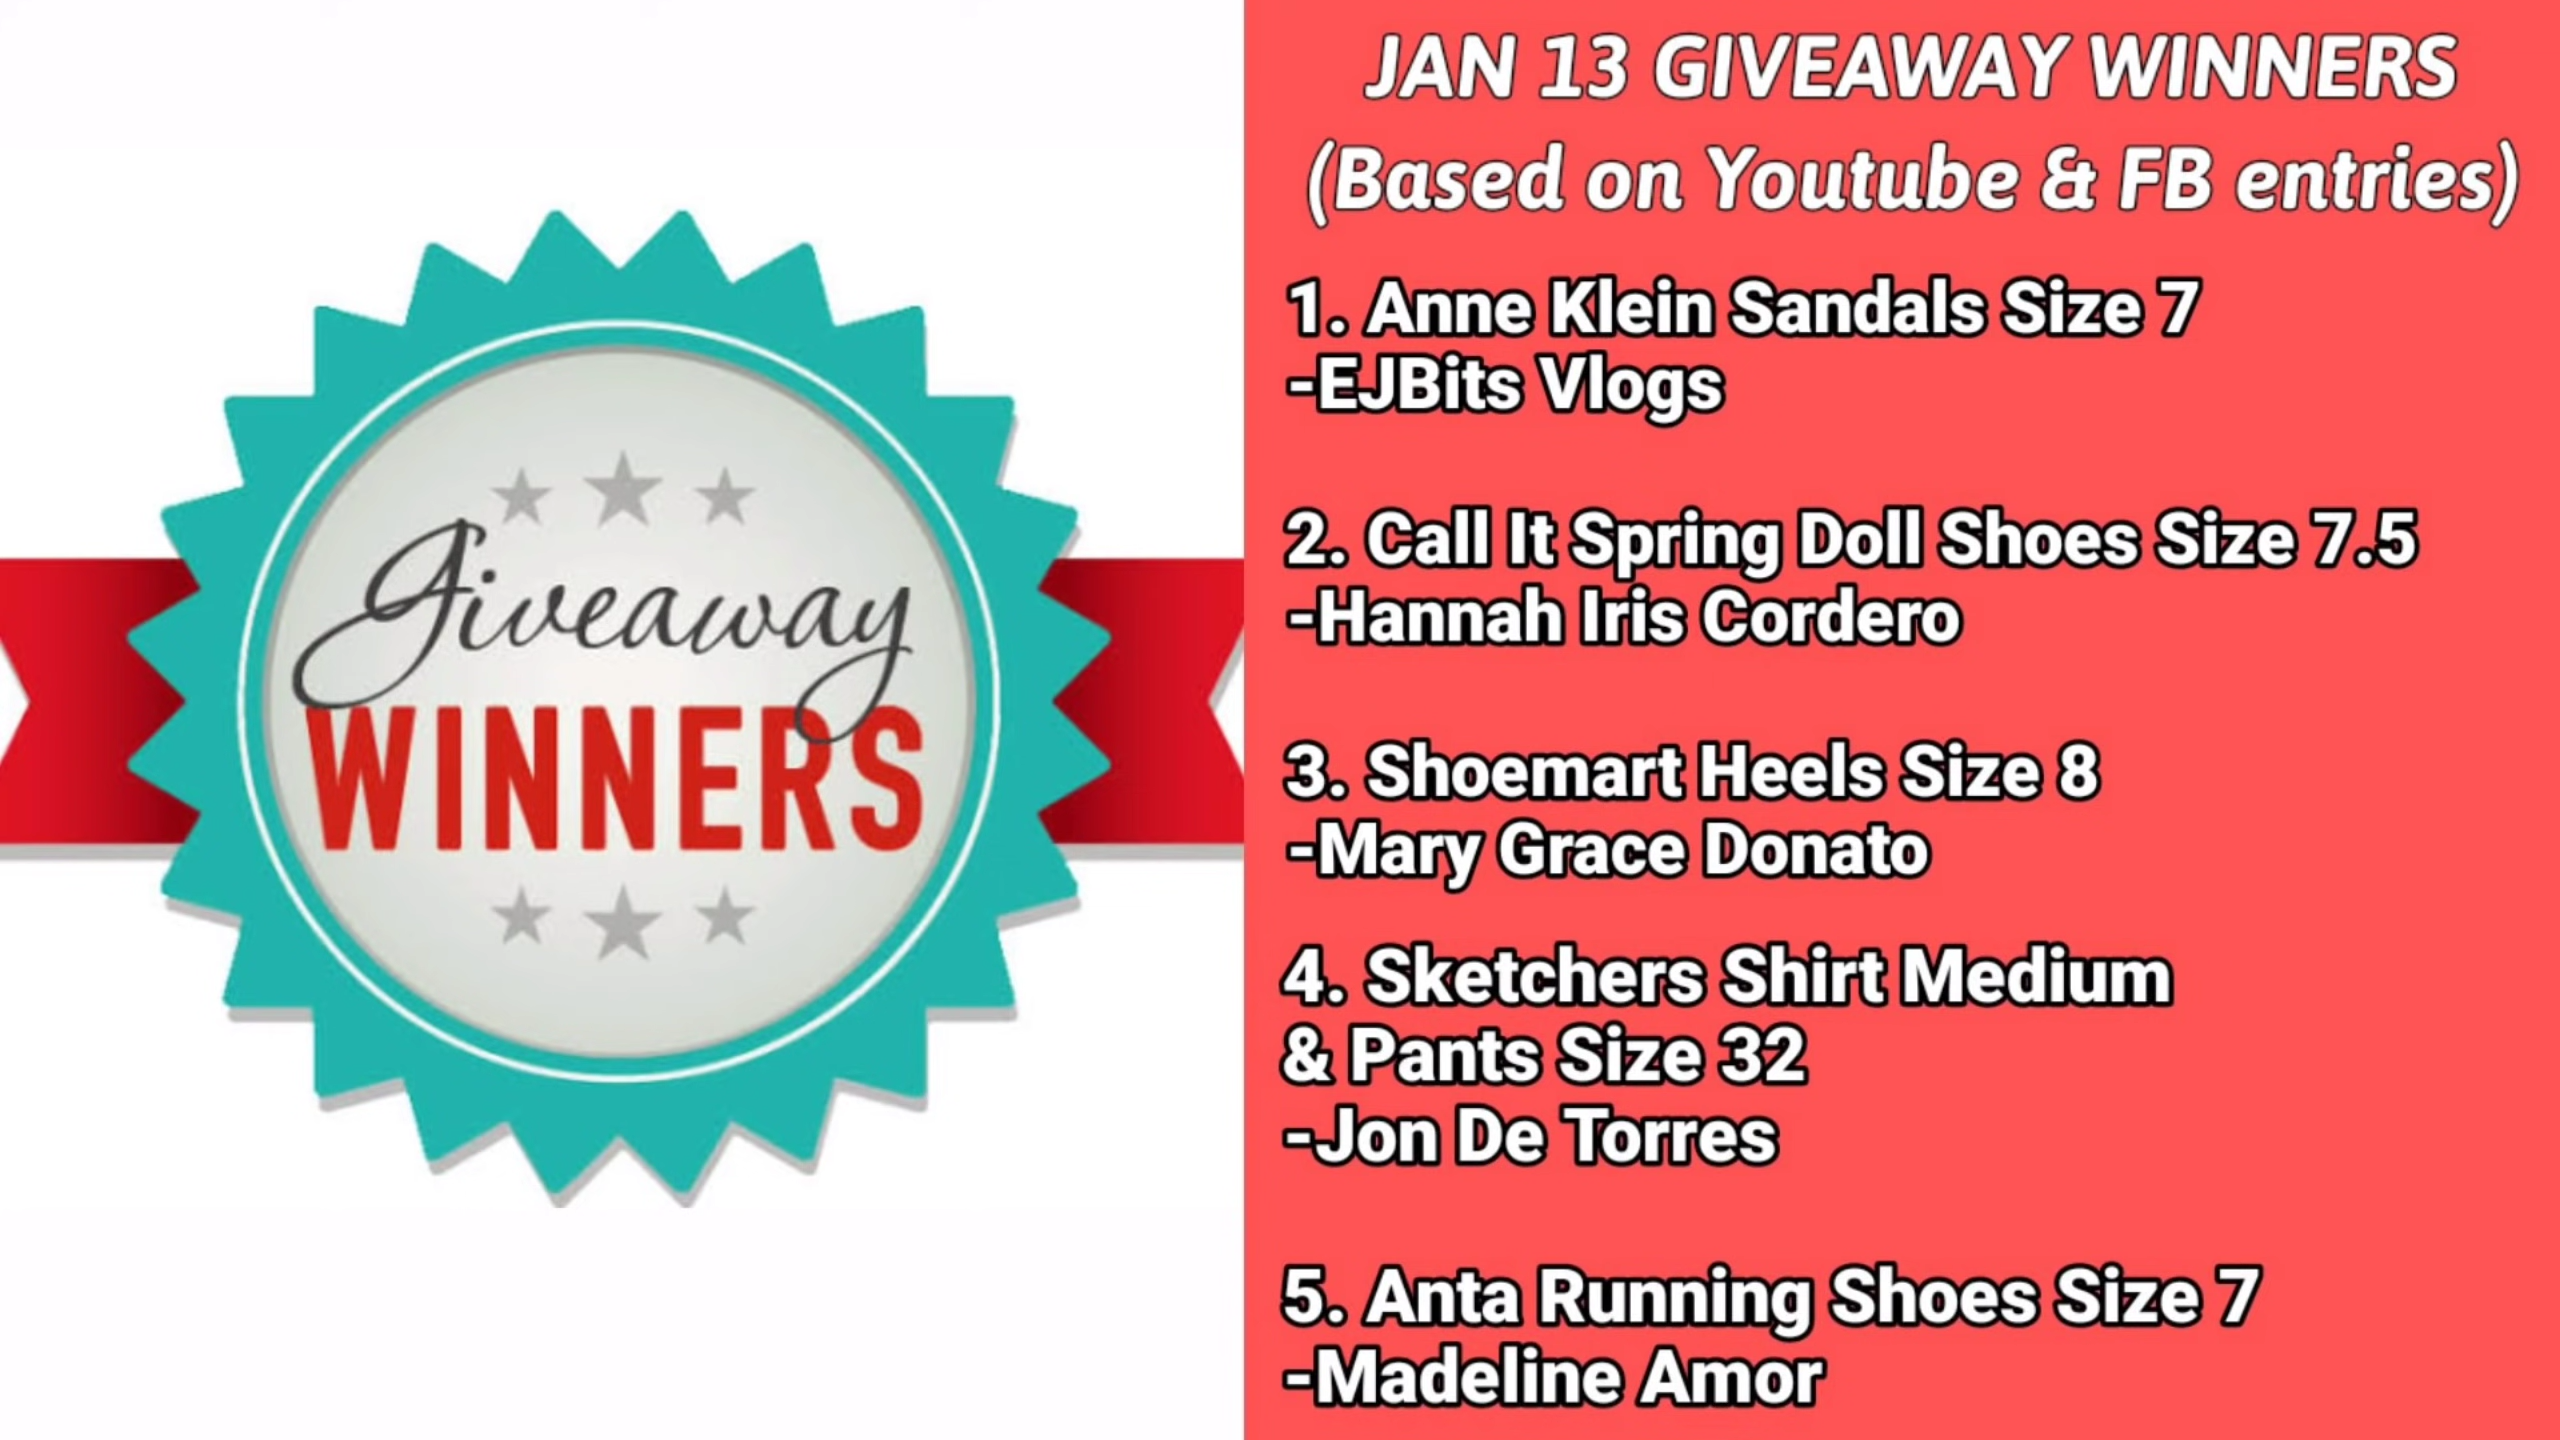 Giveaway
WINNERS
JAN 13 GIVEAWAY WINNERS
(Based on Youtube & FB entries)
1. Anne Klein Sandals Size 7
-EJBits Vlogs
2. Call It Spring Doll Shoes Size 7.5
-Hannah Iris Cordero
3. Shoemart Heels Size 8
-Mary Grace Donato
4. Sketchers Shirt Medium
& Pants Size 32
-Jon De Torres
5. Anta Running Shoes Size 7
-Madeline Amor